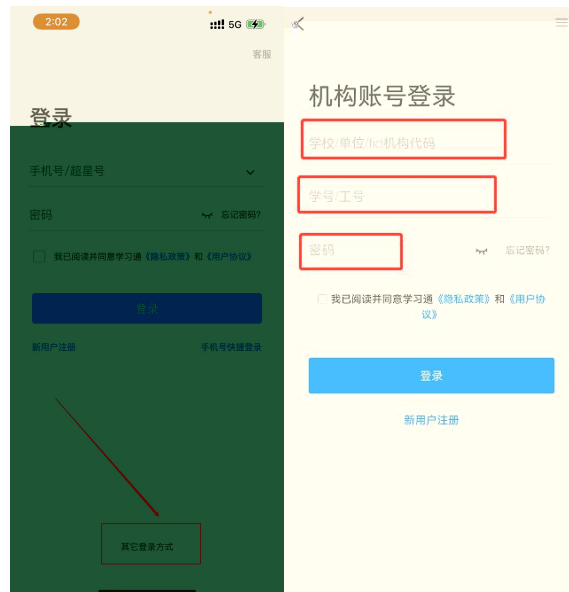 2:02
5G
客服
登录
手机号/超星号
密码
忘记密码?
我已阅读并同意学习通《隐私政策》和《用户协议》
登录
新用户注册
手机号快捷登录
其它登录方式
机构账号登录
学校/单位/fid机构代码
学号/工号
密码
忘记密码?
我已阅读并同意学习通《隐私政策》和《用户协
议》
登录
新用户注册